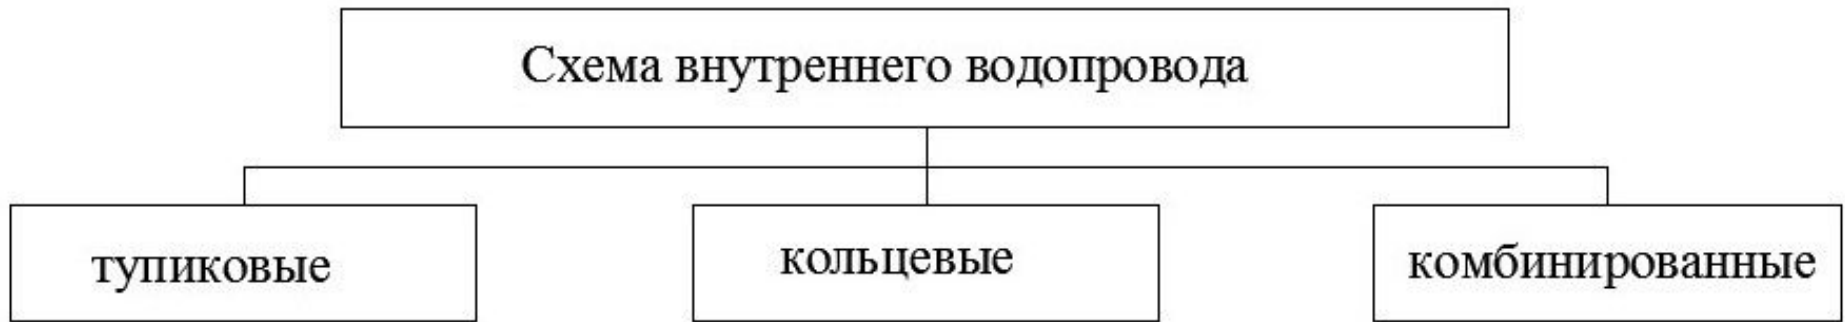 Схема внутреннего водопровода
тупиковые
кольцевые
комбинированные